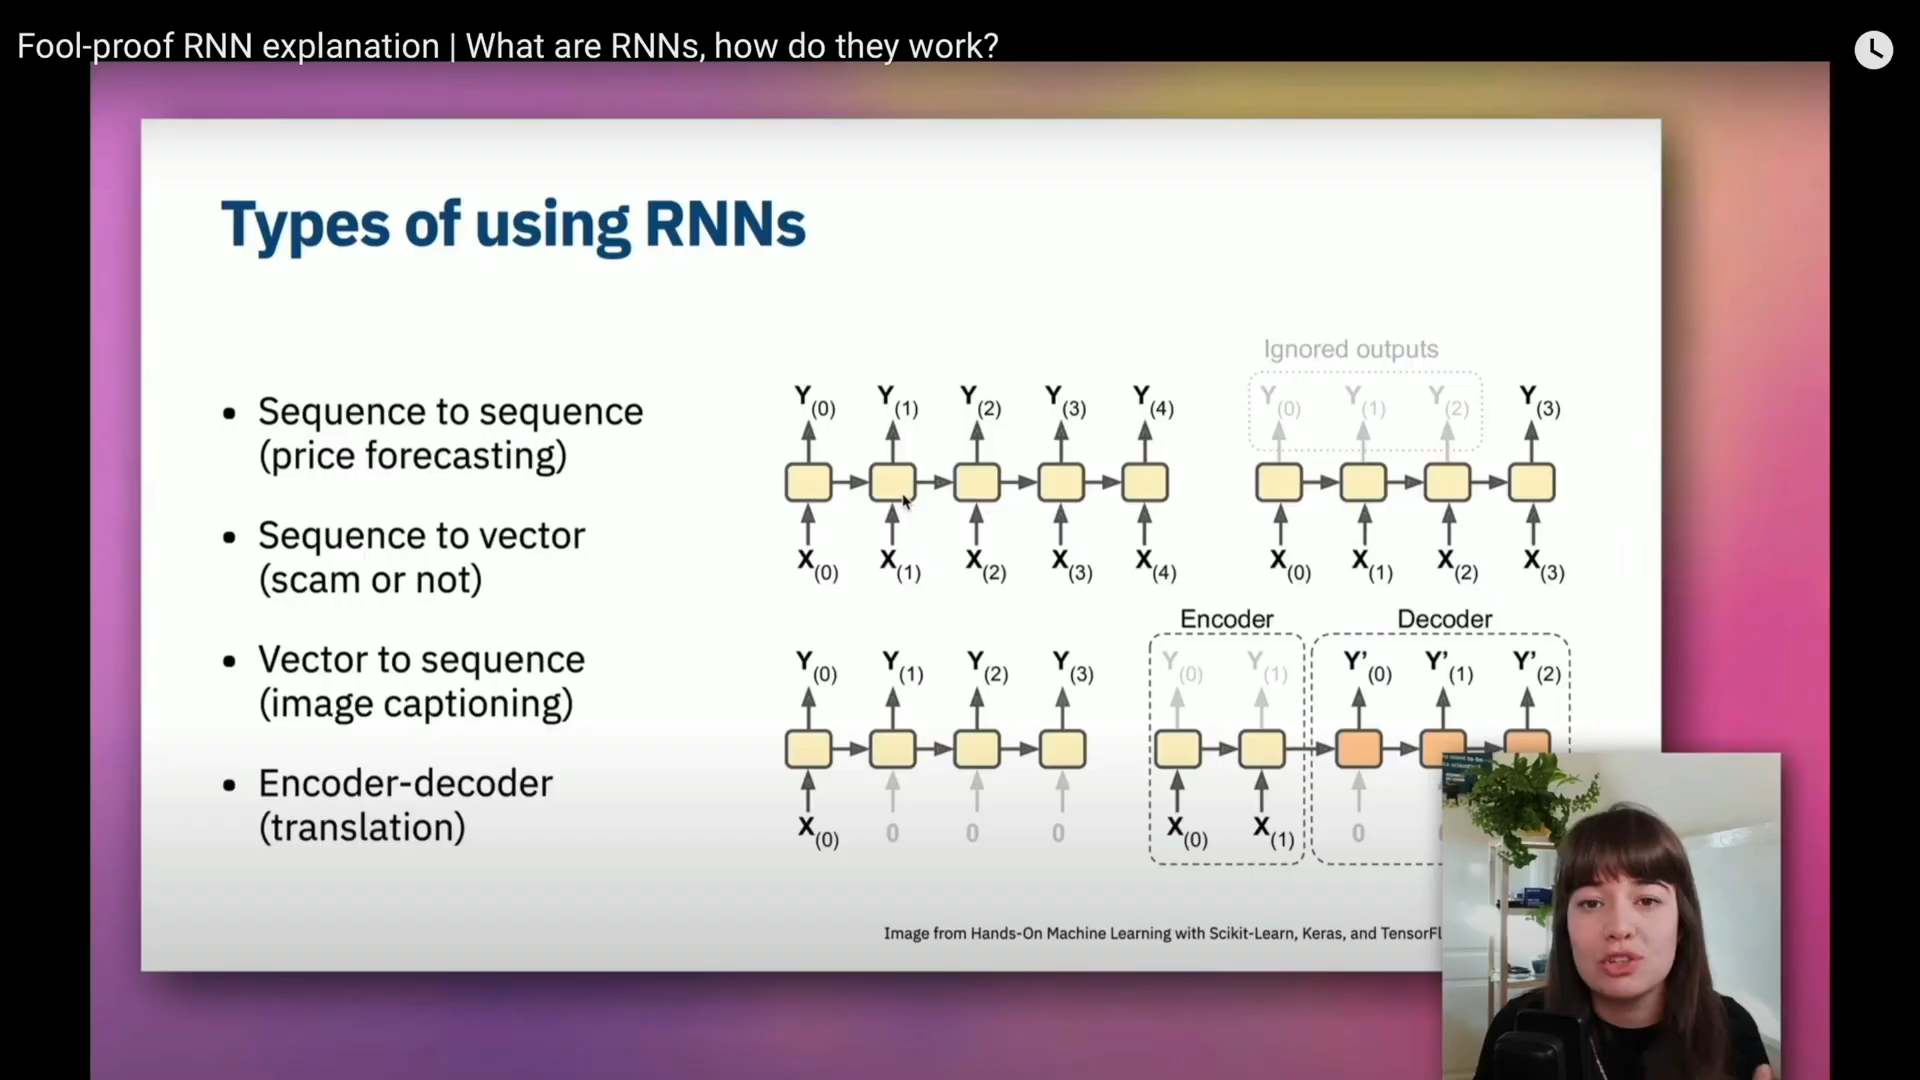 Fool-proof RNN explanation | What are RNNs, how do they work?
Types of using RNNs
• Sequence to sequence
(price forecasting)
• Sequence to vector
(scam or not)
• Vector to sequence
(image captioning)
• Encoder-decoder
(translation)
Y(0) Y(1) Y(2) Y(3) Y(4)
X(0) X(1) X(2) X(3) X(4)
Ignored outputs
Y(0) Y(1) Y(2) Y(3)
X(0) X(1) X(2) X(3)
Y(0) Y(1) Y(2) Y(3)
X(0) 0 0 0
Encoder Decoder
Y(0) Y(1) Y'(0) Y'(1) Y'(2)
X(0) X(1) 0
Image from Hands-On Machine Learning with Scikit-Learn, Keras, and